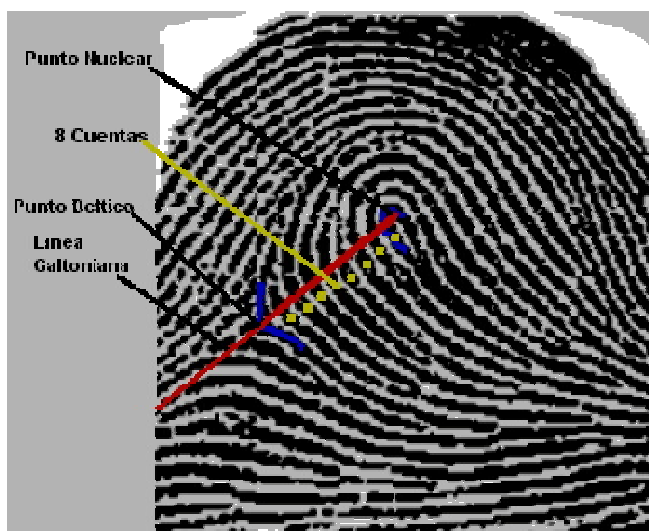 Punto Nuclear
8 Cuentas
Punto Deltico
Linea
Galtoniana